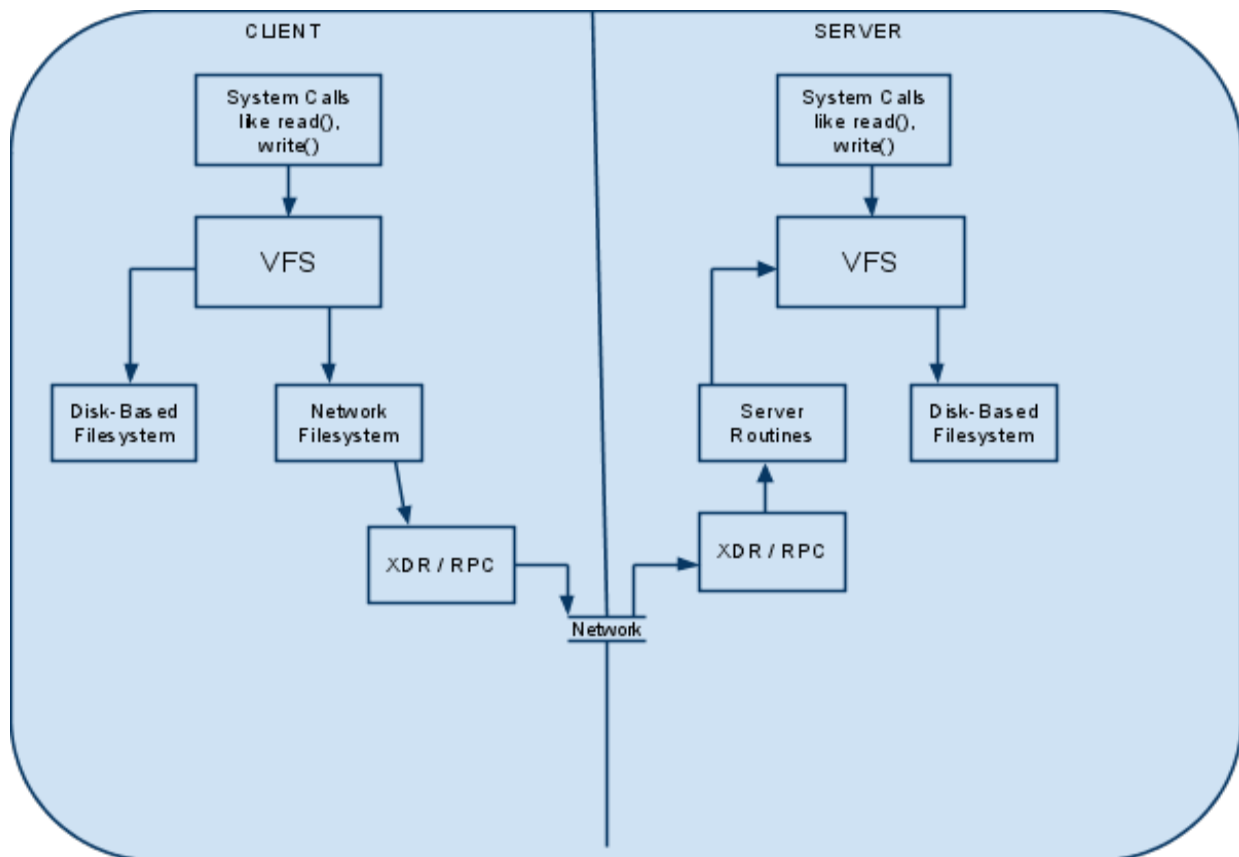 CLIENT
SERVER
System Calls
like read(),
write()
System Calls
like read(),
write()
VFS
VFS
Disk-Based
Filesystem
Network
Filesystem
Server
Routines
Disk-Based
Filesystem
XDR / RPC
XDR / RPC
Network